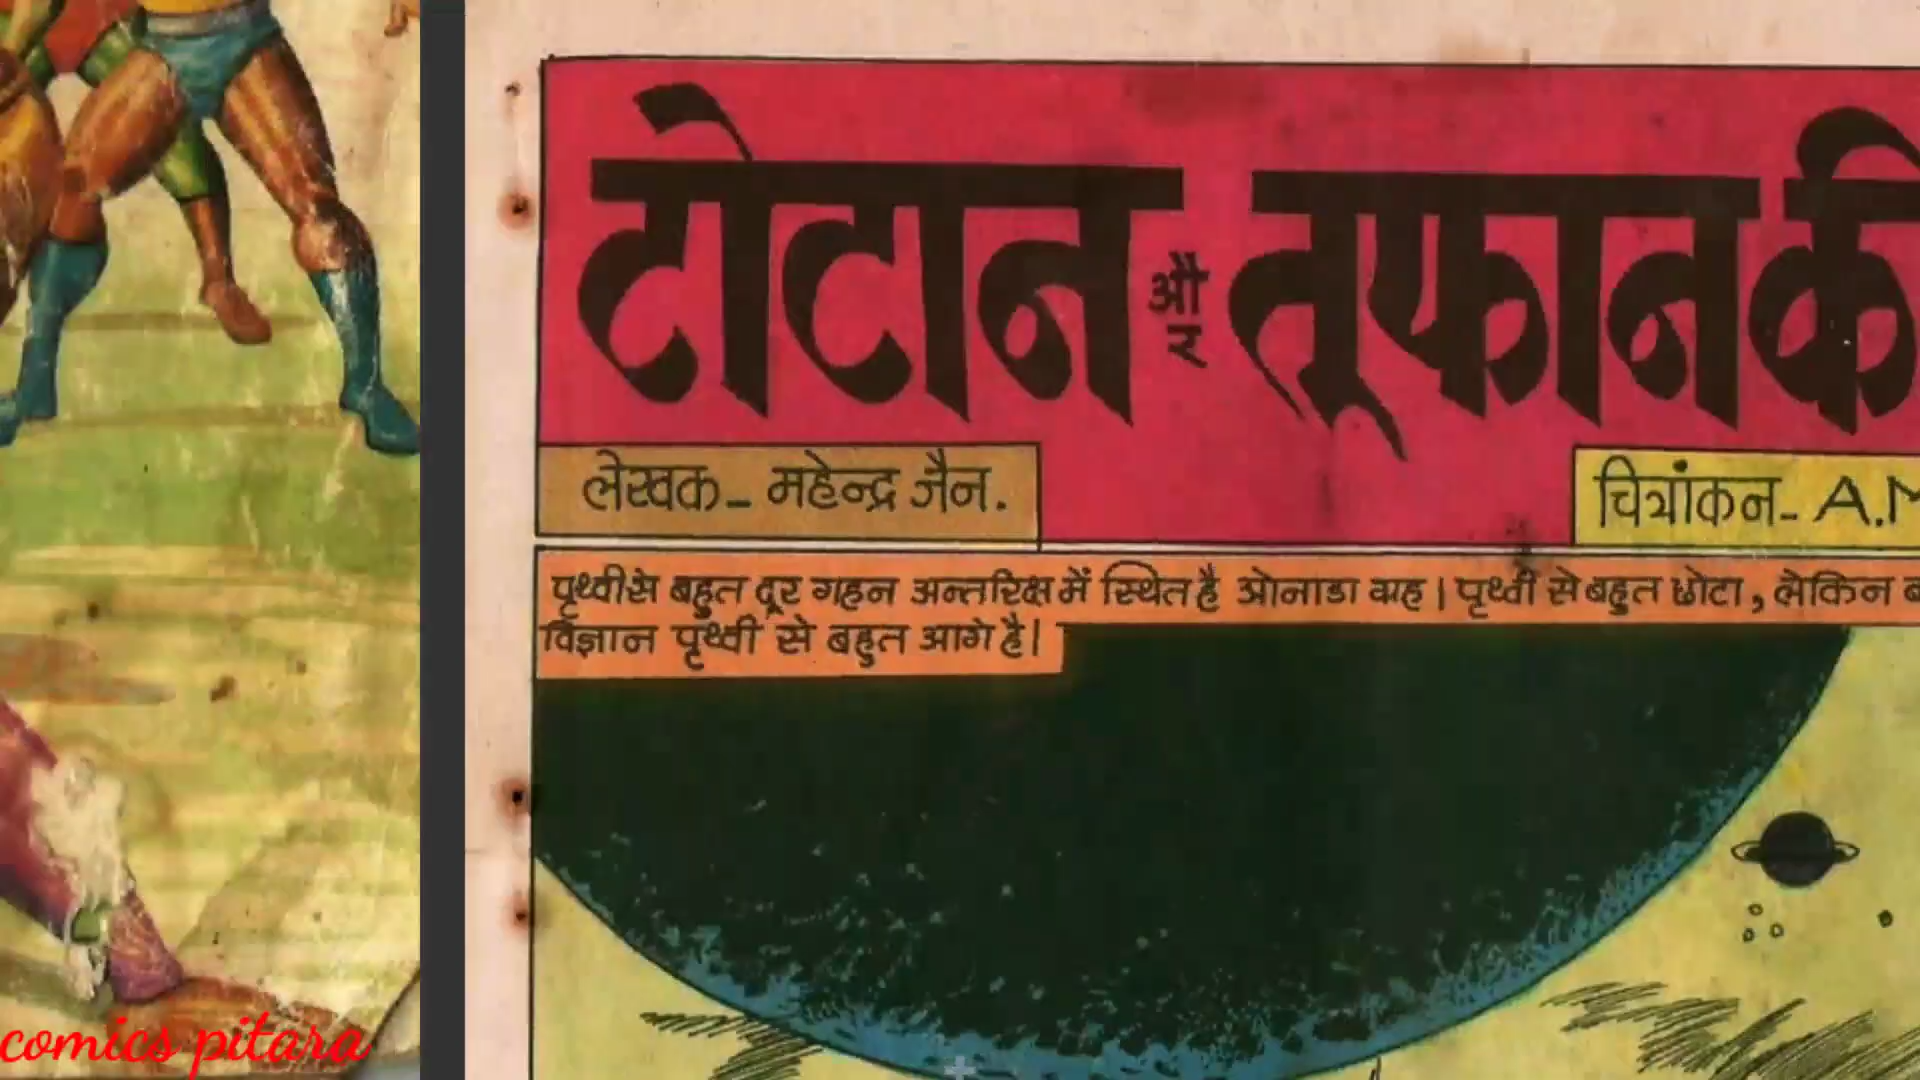 टोटान और तूफान की
लेखक- महेन्द्र जैन.
चित्रांकन- A.M
पृथ्वी से बहुत दूर गहन अन्तरिक्ष में स्थित है ओनाडा ग्रह। पृथ्वी से बहुत छोटा, लेकिन
विज्ञान पृथ्वी से बहुत आगे है।
comics pitara